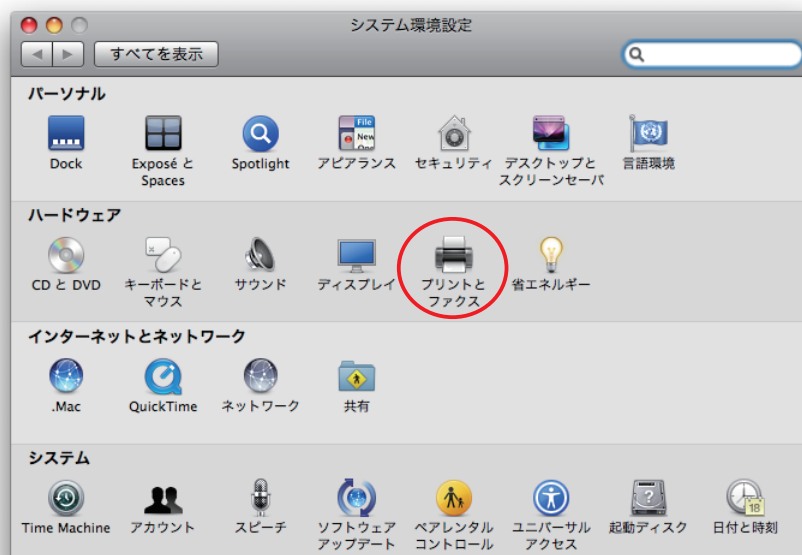 システム環境設定
すべてを表示
パーソナル
Dock
Exposé と
Spaces
Spotlight
アピアランス
セキュリティ
デスクトップと
スクリーンセーバ
言語環境
ハードウェア
CD と DVD
キーボードと
マウス
サウンド
ディスプレイ
プリントと
ファクス
省エネルギー
インターネットとネットワーク
.Mac
QuickTime
ネットワーク
共有
システム
Time Machine
アカウント
スピーチ
ソフトウェア
アップデート
ペアレンタル
コントロール
ユニバーサル
アクセス
起動ディスク
日付と時刻
File
New
18